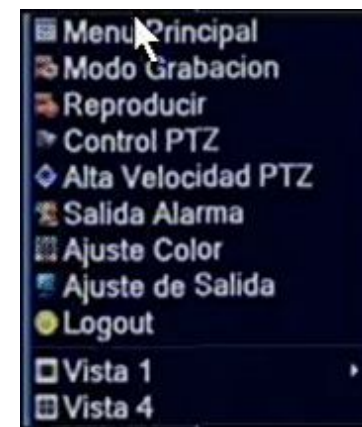 Menu Principal
Modo Grabacion
Reproducir
Control PTZ
Alta Velocidad PTZ
Salida Alarma
Ajuste Color
Ajuste de Salida
Logout
Vista 1
Vista 4